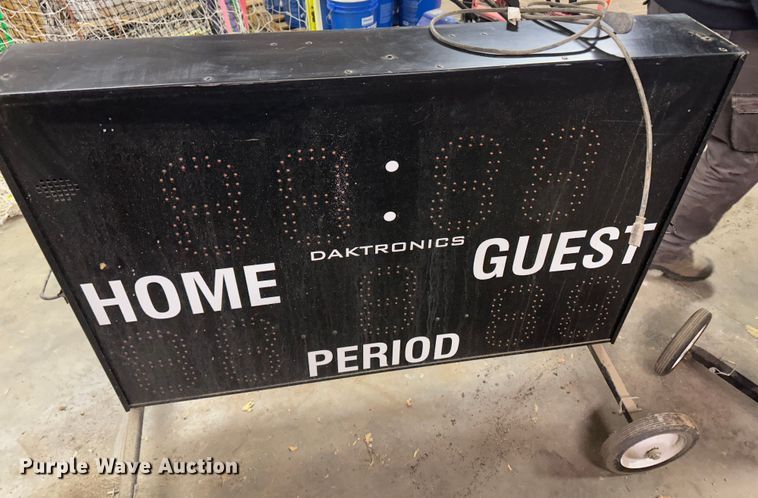 DAKTRONICS
HOME
GUEST
PERIOD
Purple Wave Auction